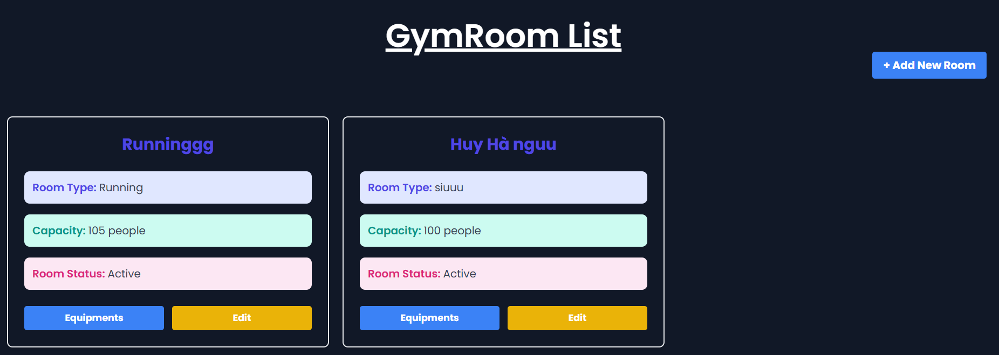 GymRoom List
+ Add New Room
Runninggg
Room Type: Running
Capacity: 105 people
Room Status: Active
Equipments
Edit
Huy Hà nguu
Room Type: siuuu
Capacity: 100 people
Room Status: Active
Equipments
Edit